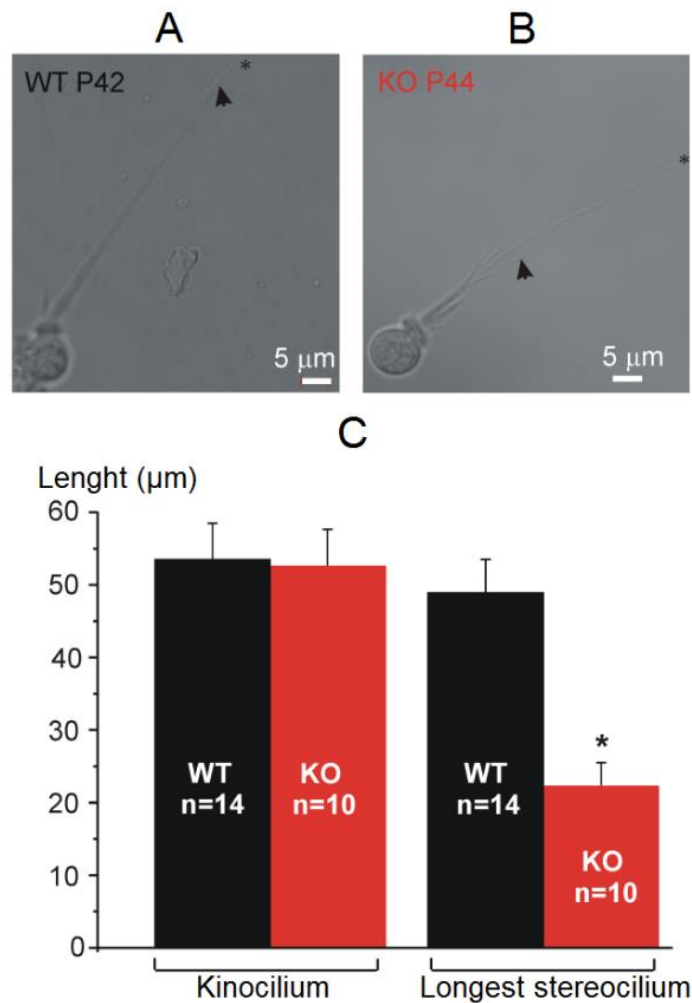 A
B
WT P42
*
KO P44
*
5 μm
5 μm
C
Lenght (μm)
60
50
40
30
20
10
0
WT
n=14
KO
n=10
WT
n=14
*
KO
n=10
Kinocilium
Longest stereocilium